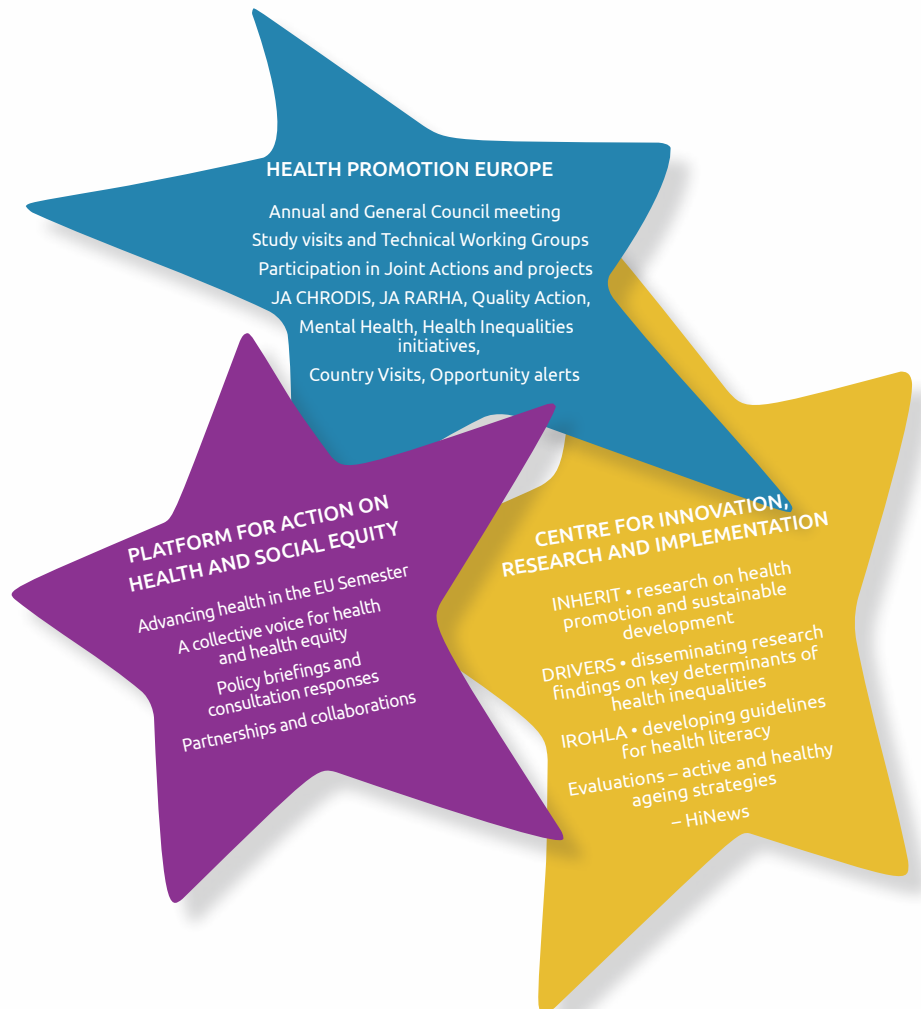 HEALTH PROMOTION EUROPE
Annual and General Council meeting
Study visits and Technical Working Groups
Participation in Joint Actions and projects
JA CHRODIS, JA RARHA, Quality Action,
Mental Health, Health Inequalities
initiatives,
Country Visits, Opportunity alerts
PLATFORM FOR ACTION ON
HEALTH AND SOCIAL EQUITY
Advancing health in the EU Semester
A collective voice for health
and health equity
Policy briefings and
consultation responses
Partnerships and collaborations
CENTRE FOR INNOVATION,
RESEARCH AND IMPLEMENTATION
INHERIT • research on health
promotion and sustainable
development
DRIVERS • disseminating research
findings on key determinants of
health inequalities
IROHLA • developing guidelines
for health literacy
Evaluations – active and healthy
ageing strategies
– HiNews